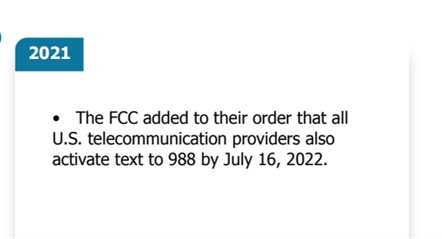 2021
• The FCC added to their order that all
U.S. telecommunication providers also
activate text to 988 by July 16, 2022.